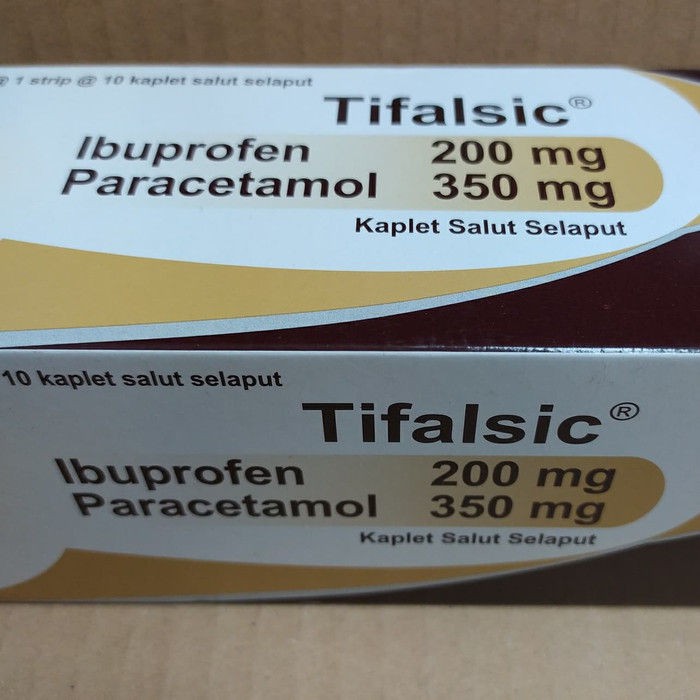 @ 1 strip @ 10 kaplet salut selaput
Tifalsic®
Ibuprofen 200 mg
Paracetamol 350 mg
Kaplet Salut Selaput
10 kaplet salut selaput
Tifalsic®
Ibuprofen 200 mg
Paracetamol 350 mg
Kaplet Salut Selaput